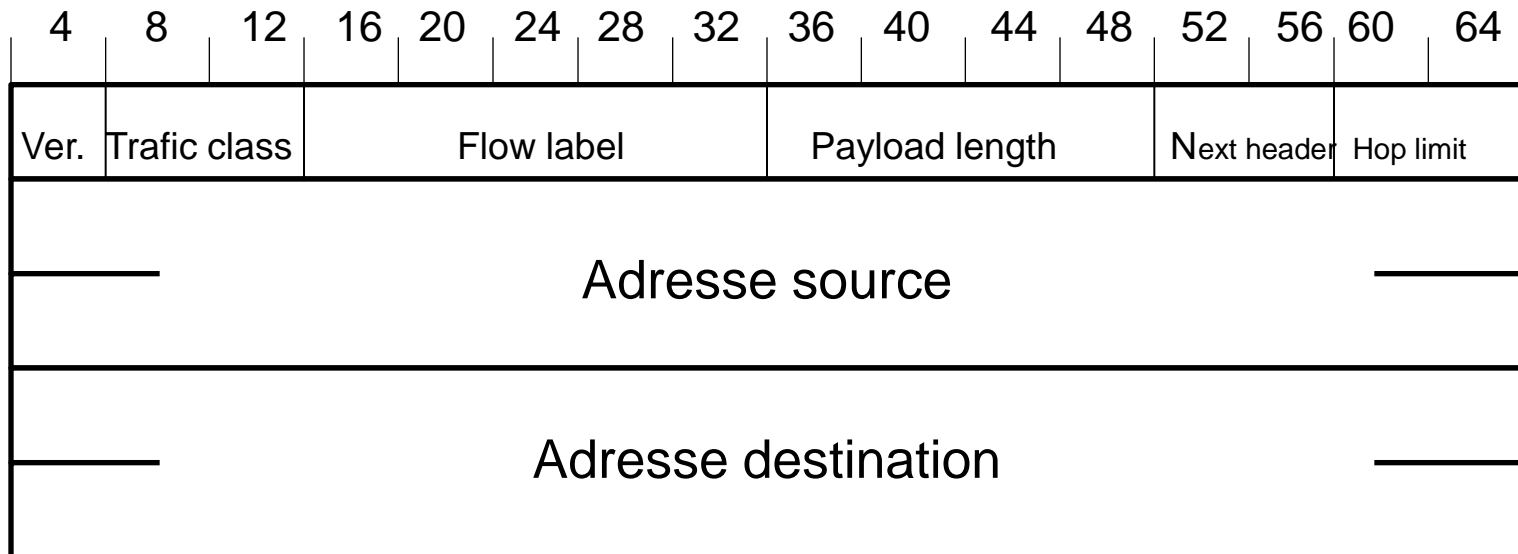 4 8 12 16 20 24 28 32 36 40 44 48 52 56 60 64
Ver. Trafic class Flow label Payload length Next header Hop limit
Adresse source
Adresse destination